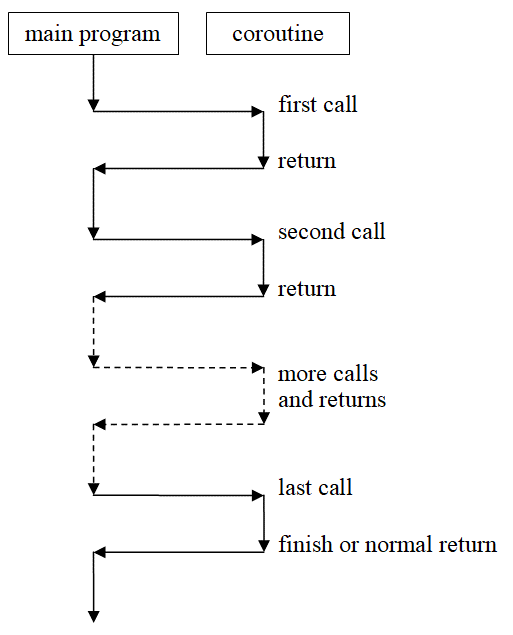 main program
coroutine
first call
return
second call
return
more calls
and returns
last call
finish or normal return